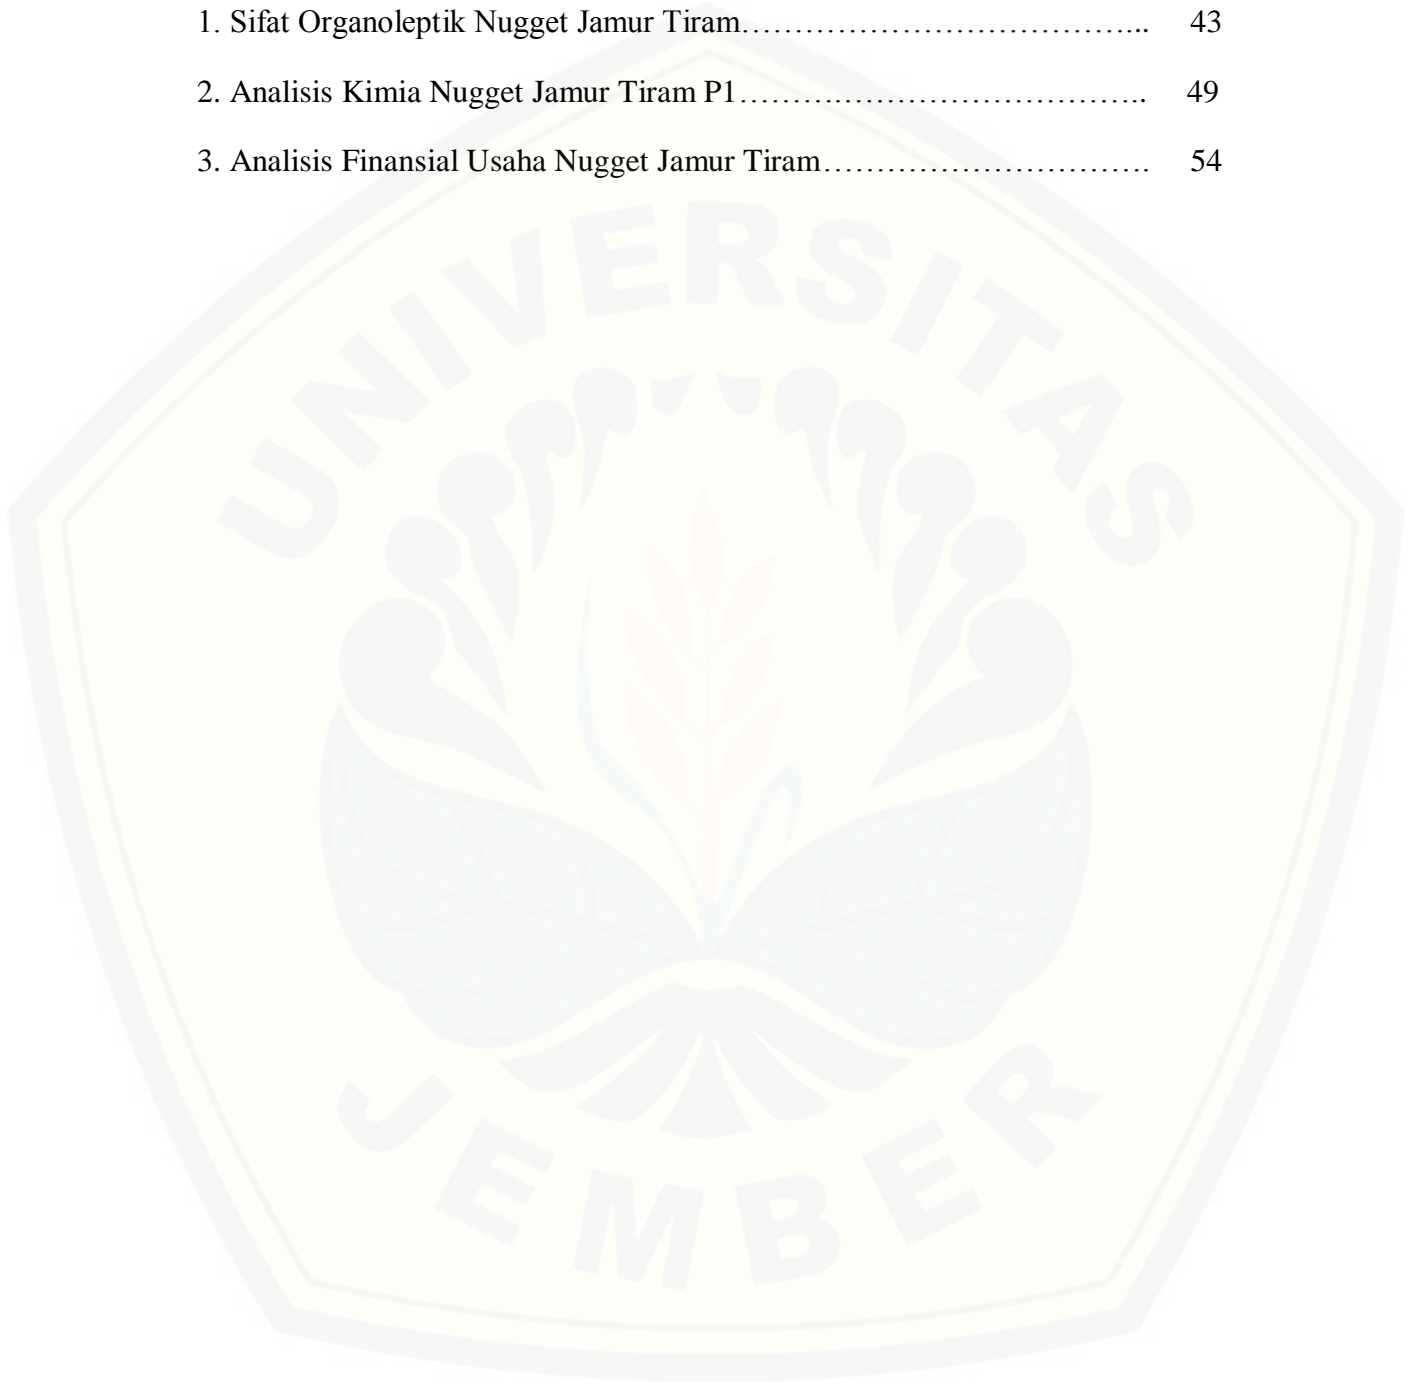 1. Sifat Organoleptik Nugget Jamur Tiram………………………………... 43
2. Analisis Kimia Nugget Jamur Tiram P1………………………………….. 49
3. Analisis Finansial Usaha Nugget Jamur Tiram…………………………. 54
UNIVERSITAS
JEMBER